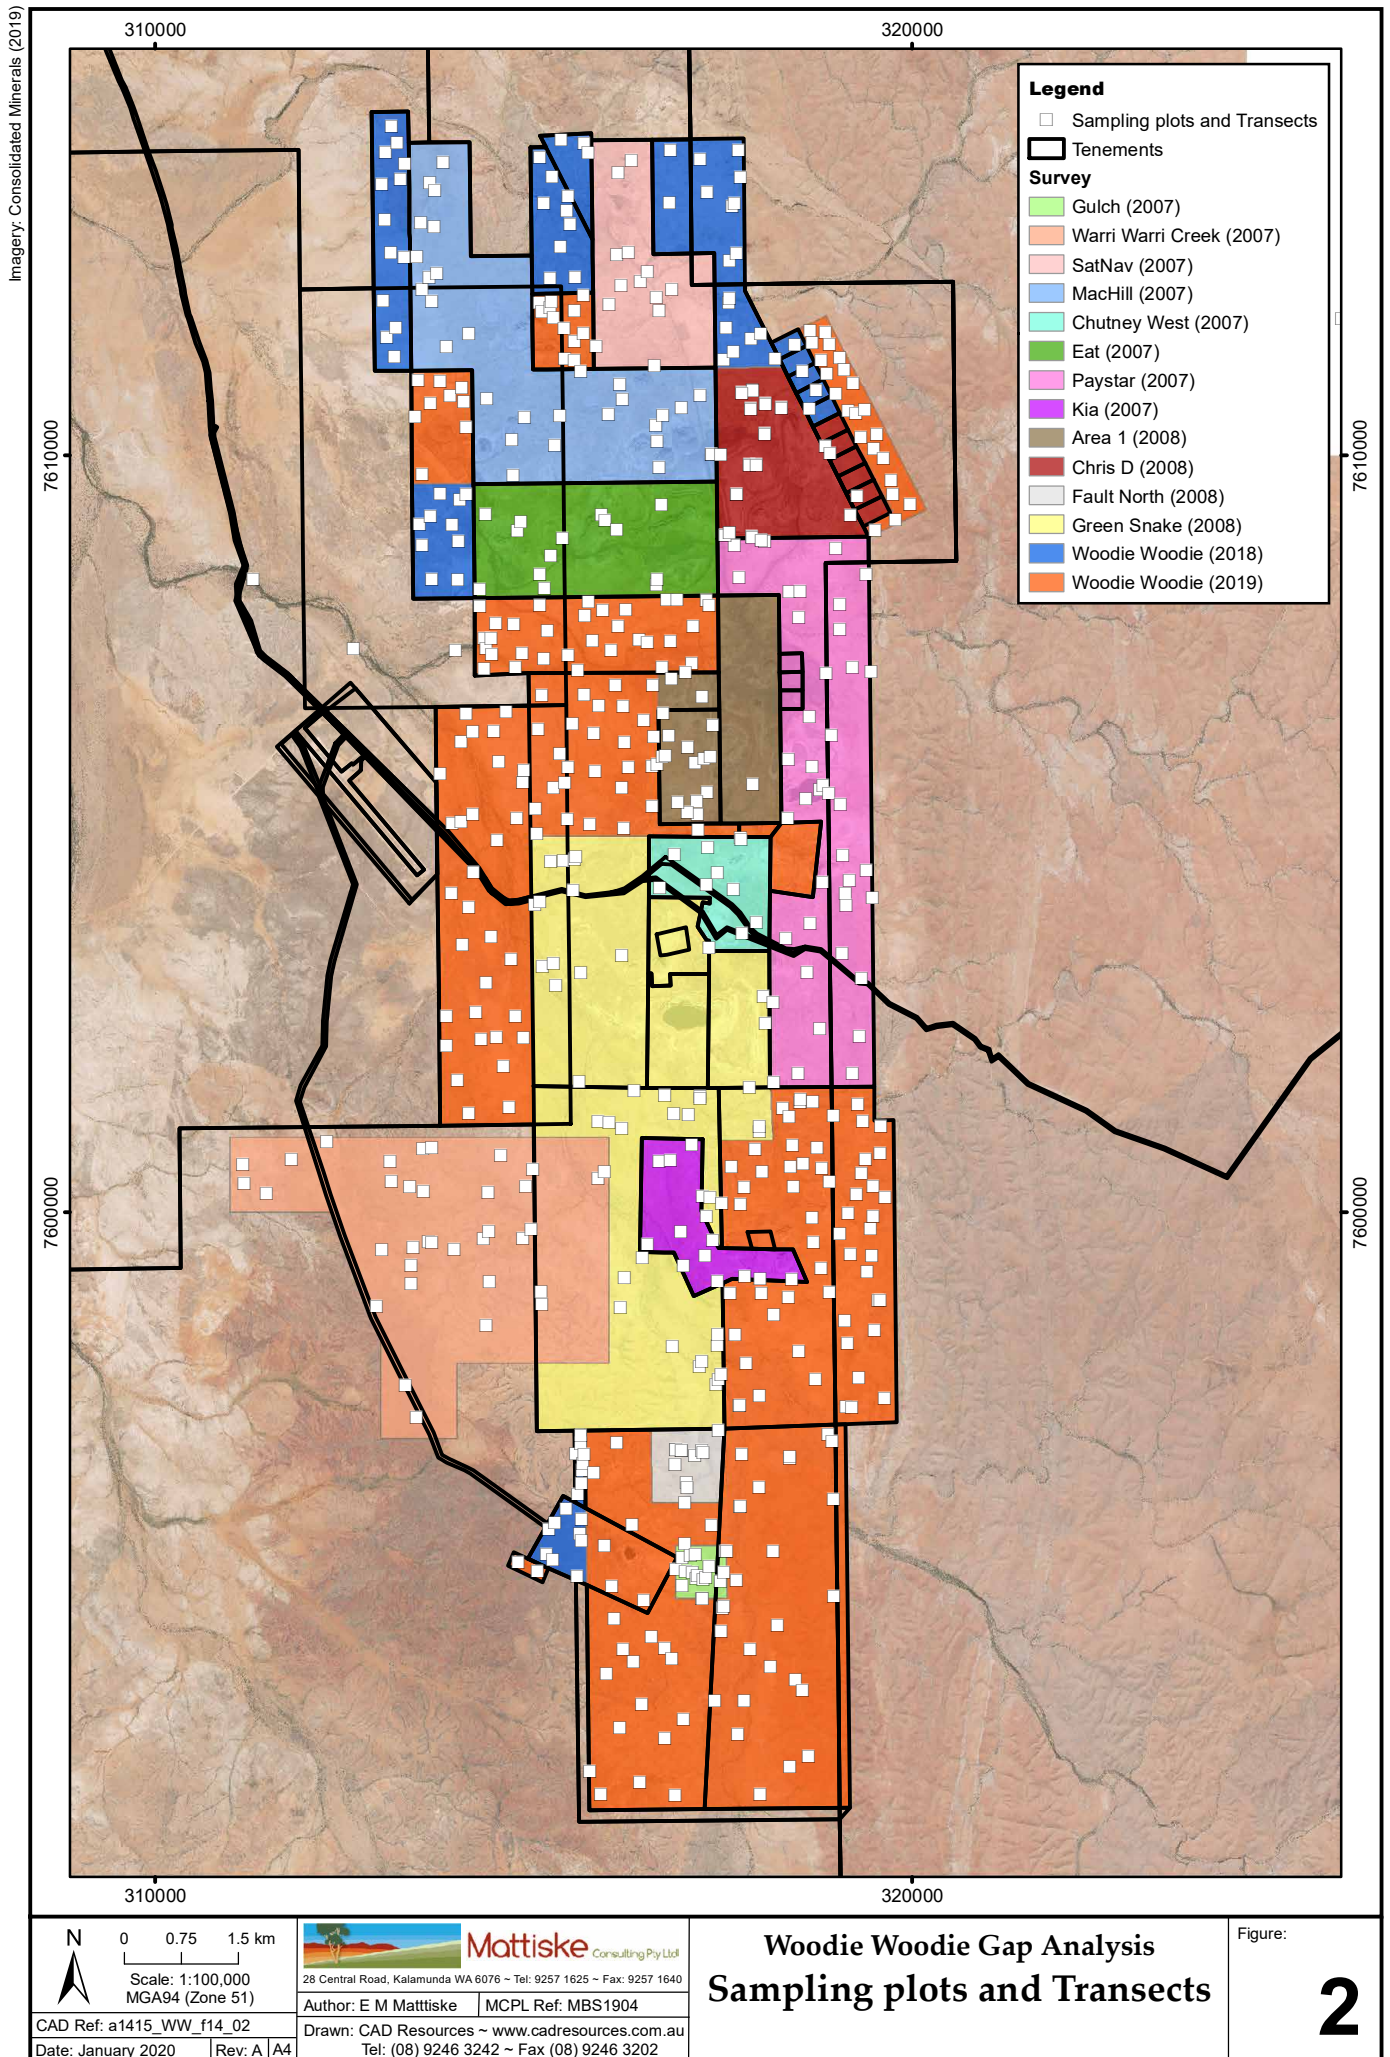 Imagery: Consolidated Minerals (2019)
310000
320000
7610000
7610000
7600000
7600000
Legend
Sampling plots and Transects
Tenements
Survey
Gulch (2007)
Warri Warri Creek (2007)
SatNav (2007)
MacHill (2007)
Chutney West (2007)
Eat (2007)
Paystar (2007)
Kia (2007)
Area 1 (2008)
Chris D (2008)
Fault North (2008)
Green Snake (2008)
Woodie Woodie (2018)
Woodie Woodie (2019)
310000
320000
N
0 0.75 1.5 km
Scale: 1:100,000
MGA94 (Zone 51)
CAD Ref: a1415_WW_f14_02
Date: January 2020 Rev: A A4
Mattiske Consulting Pty Ltd
28 Central Road, Kalamunda WA 6076 ~ Tel: 9257 1625 ~ Fax: 9257 1640
Author: E M Matttiske MCPL Ref: MBS1904
Drawn: CAD Resources ~ www.cadresources.com.au
Tel: (08) 9246 3242 ~ Fax (08) 9246 3202
Woodie Woodie Gap Analysis
Sampling plots and Transects
Figure:
2